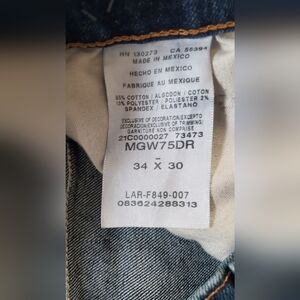 RN 130273 CA 56394
MADE IN MEXICO
HECHO EN MEXICO
FABRIQUE AU MEXIQUE
85% COTTON / ALGODON / COTON
13% POLYESTER / POLIESTER 2%
SPANDEX / ELASTANO
EXCLUSIVE OF DECORATION/EXCEPTO
DECORACION/EXCLUSIVE OF TRIMMING/
GARNITURE NON COMPRISE
21C0000027 73473
MGW75DR
-
34 X 30
LAR-F849-007
083624288313